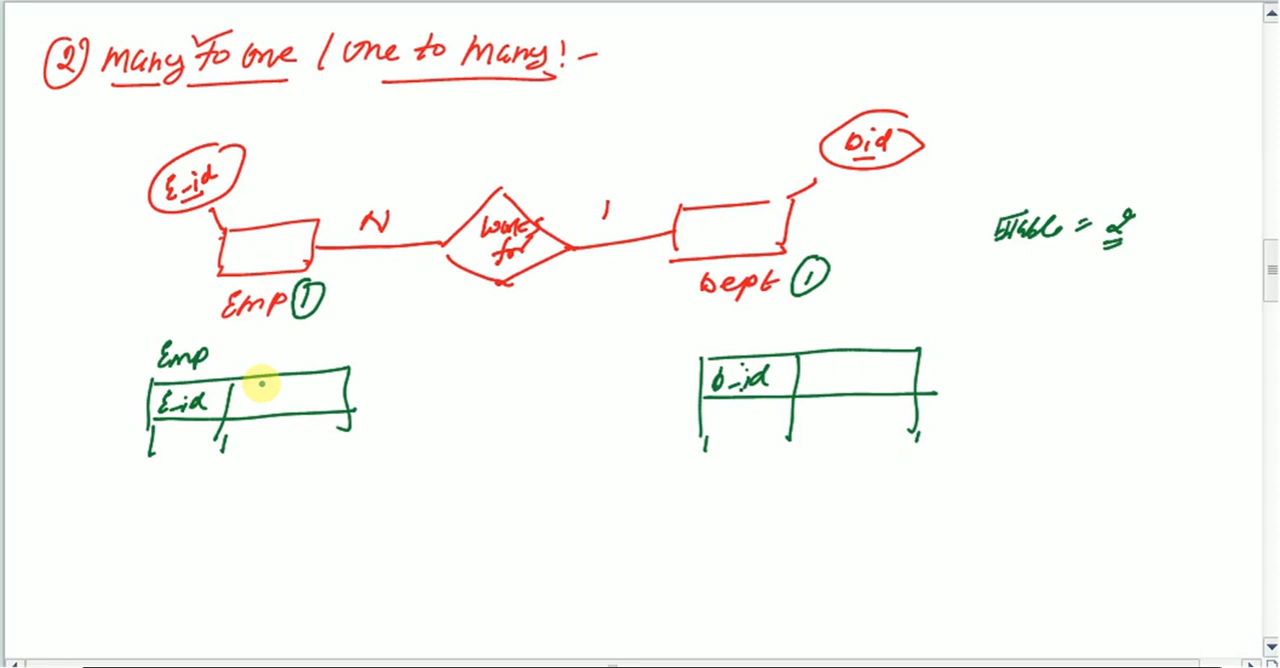 ② Many To one / one to Many! -
E-id
Did
N
works for
1
Emp ①
Dept ①
Table = 2
Emp
E-id
D-id